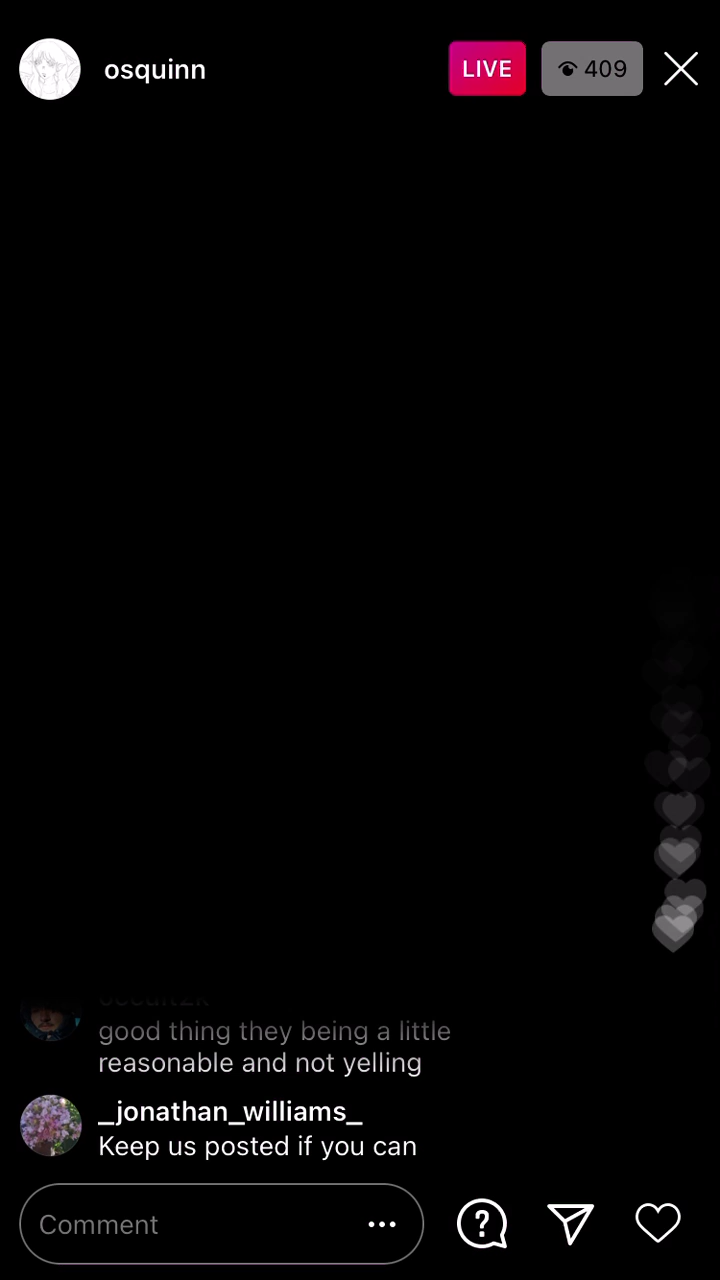 osquinn
LIVE
409
good thing they being a little
reasonable and not yelling
_jonathan_williams_
Keep us posted if you can
Comment